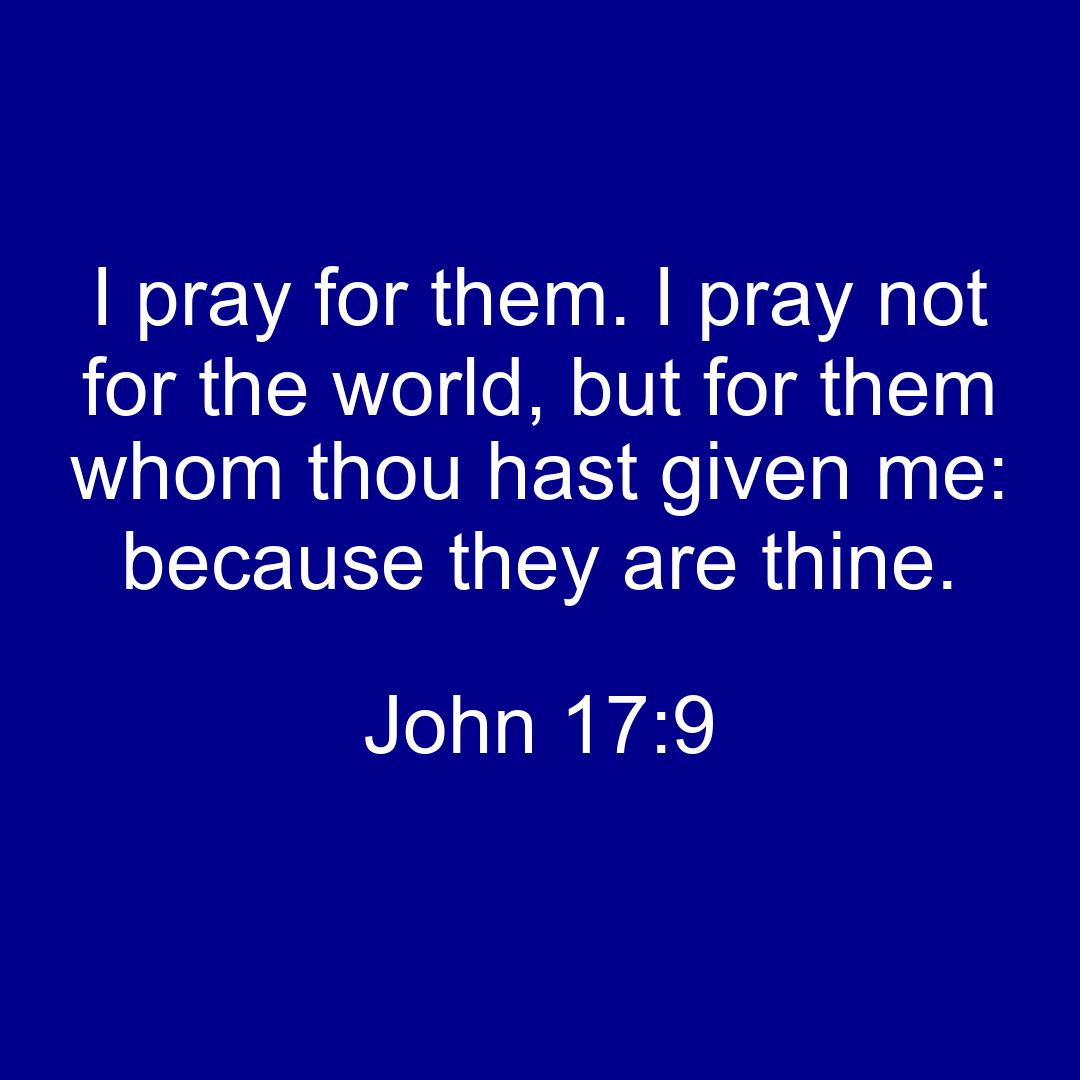 I pray for them. I pray not
for the world, but for them
whom thou hast given me:
because they are thine.
John 17:9